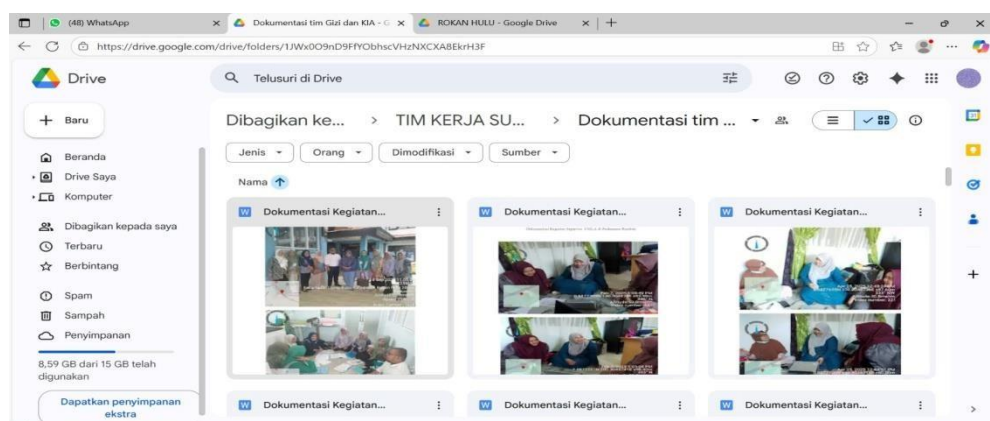 (48) WhatsApp
Dokumentasi tim Gizi dan KIA - G
ROKAN HULU - Google Drive
https://drive.google.com/drive/folders/1JWx0O9nD9FfYObhscVHzNXCXA8EkrH3F
Drive
Telusuri di Drive
Baru
Dibagikan ke... > TIM KERJA SU... > Dokumentasi tim ...
Jenis
Orang
Dimodifikasi
Sumber
Beranda
Drive Saya
Komputer
Dibagikan kepada saya
Terbaru
Berbintang
Spam
Sampah
Penyimpanan
8,59 GB dari 15 GB telah
digunakan
Dapatkan penyimpanan
ekstra
Nama
Dokumentasi Kegiatan...
Dokumentasi Kegiatan...
Dokumentasi Kegiatan...
Dokumentasi Kegiatan...
Dokumentasi Kegiatan...
Dokumentasi Kegiatan...